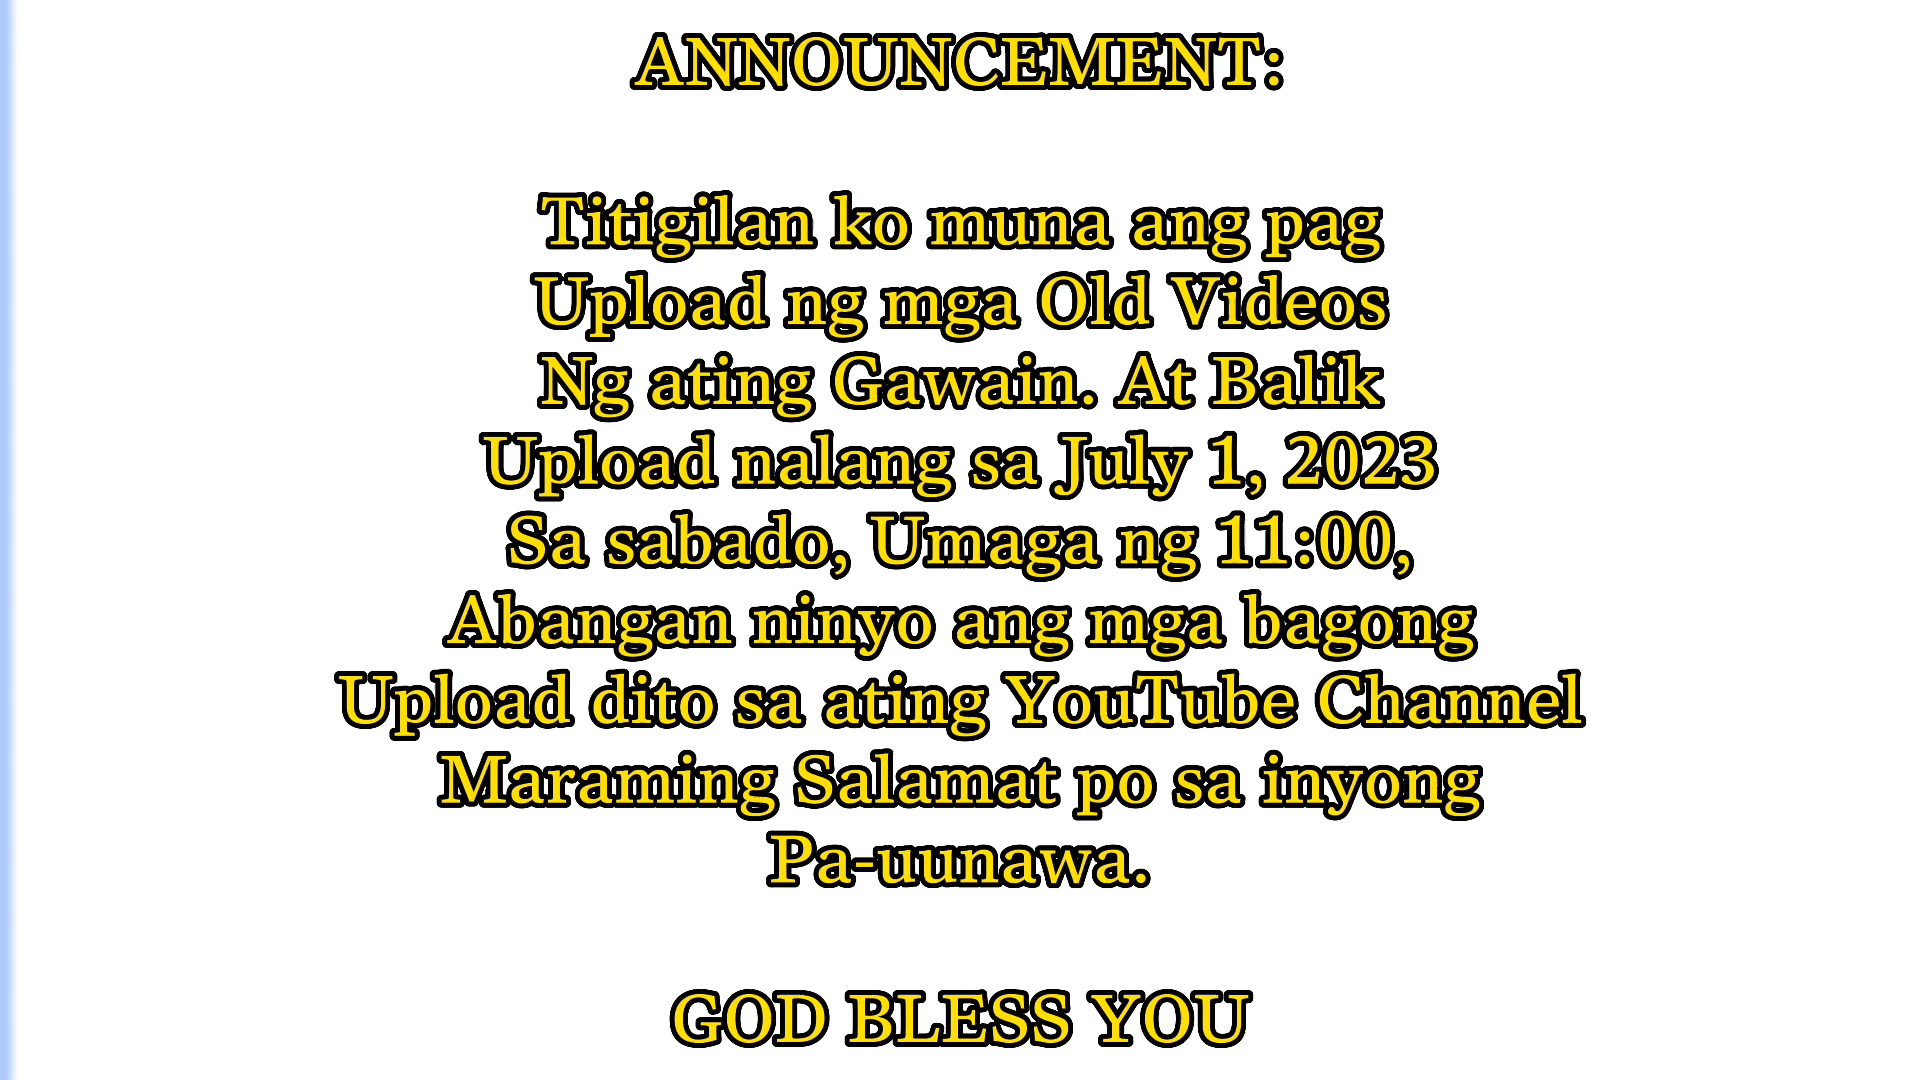 ANNOUNCEMENT:
Titigilan ko muna ang pag
Upload ng mga Old Videos
Ng ating Gawain. At Balik
Upload nalang sa July 1, 2023
Sa sabado, Umaga ng 11:00,
Abangan ninyo ang mga bagong
Upload dito sa ating YouTube Channel
Maraming Salamat po sa inyong
Pa-uunawa.
GOD BLESS YOU